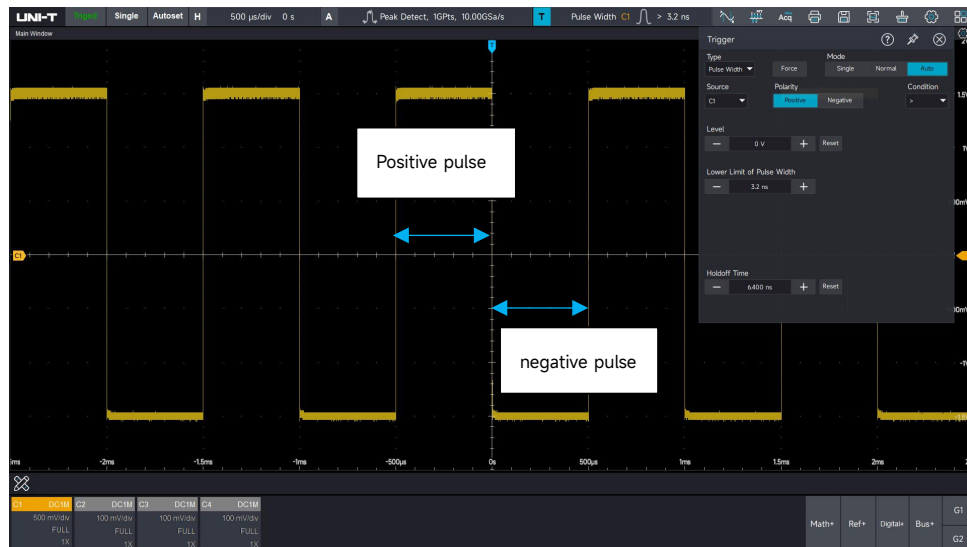 UNI-T Triged Single Autoset H 500 μs/div 0 s A Peak Detect, 1GPts, 10.00GSa/s T Pulse Width C1 > 3.2 ns Acq
Main Window
T
Trigger
Type
Mode
Pulse Width
Force
Single
Normal
Auto
Source
Polarity
Condition
C1
Positive
Negative
>
1.5V
Level
− 0 V + Reset
1V
Positive pulse
Lower Limit of Pulse Width
− 3.2 ns +
C1
Holdoff Time
− 6.400 ns + Reset
negative pulse
-2ms -1.5ms -1ms -500μs 0s 500μs 1ms 1.5ms 2ms
C1 DC1M C2 DC1M C3 DC1M C4 DC1M
500 mV/div 100 mV/div 100 mV/div 100 mV/div
FULL FULL FULL FULL
1X 1X 1X 1X
Math+ Ref+ Digital+ Bus+
G1
G2